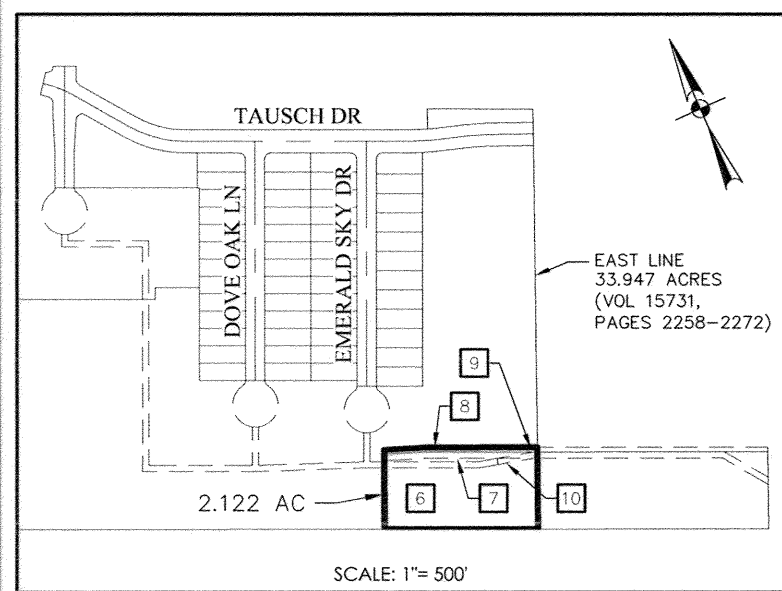 TAUSCH DR
DOVE OAK LN
EMERALD SKY DR
EAST LINE
33.947 ACRES
(VOL 15731,
PAGES 2258-2272)
9
8
2.122 AC
6
7
10
SCALE: 1"= 500'